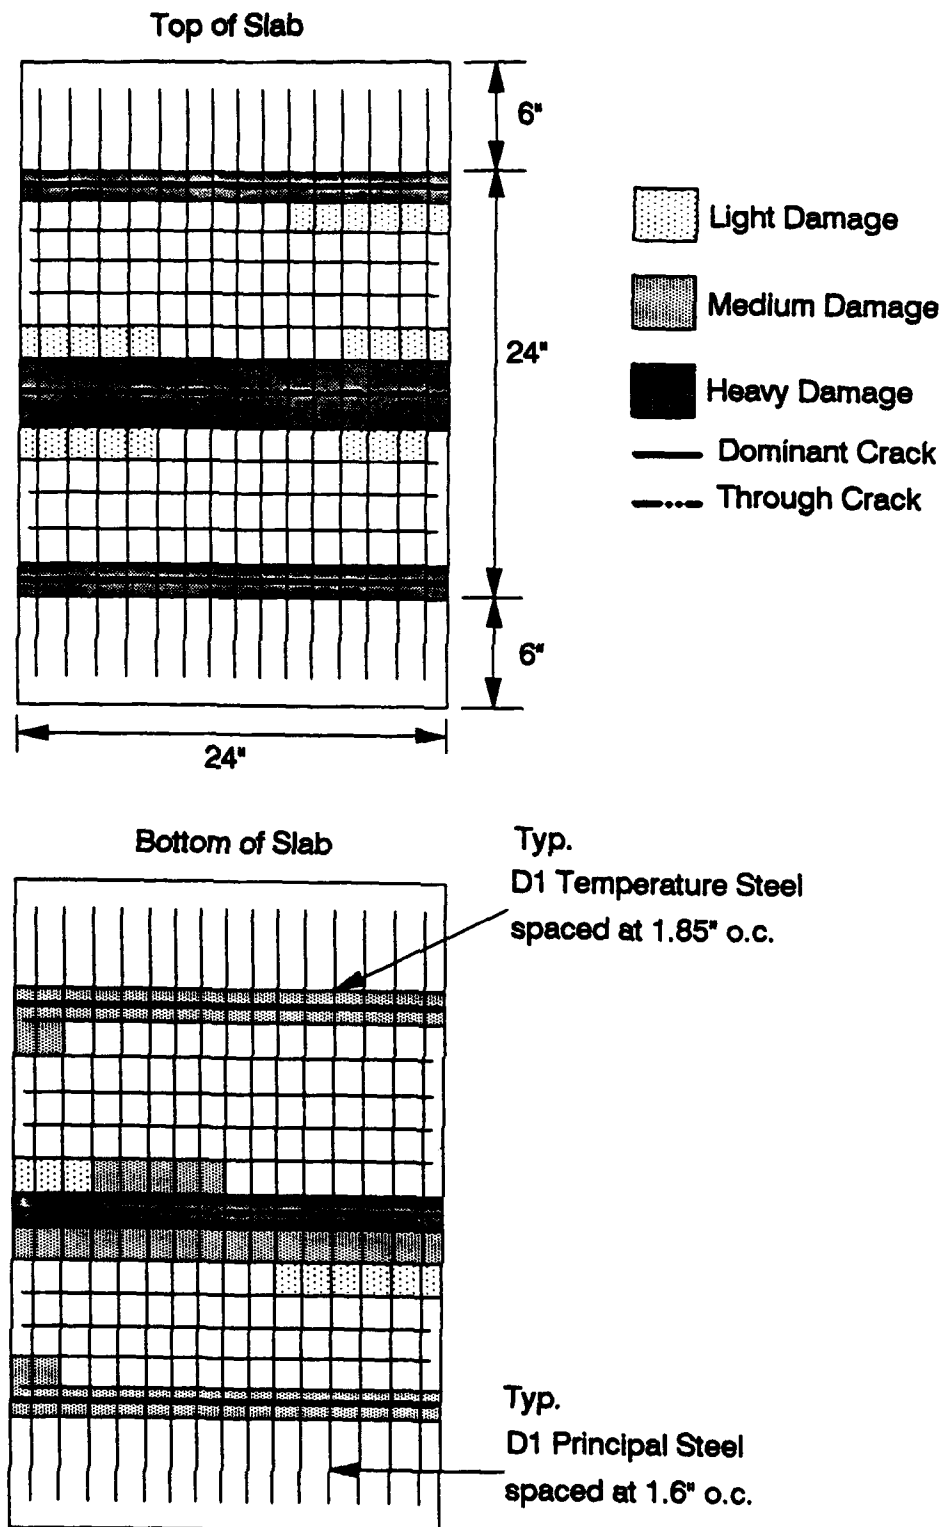 Top of Slab
6"
24"
6"
24"
Light Damage
Medium Damage
Heavy Damage
Dominant Crack
Through Crack
Bottom of Slab
Typ.
D1 Temperature Steel
spaced at 1.85" o.c.
Typ.
D1 Principal Steel
spaced at 1.6" o.c.